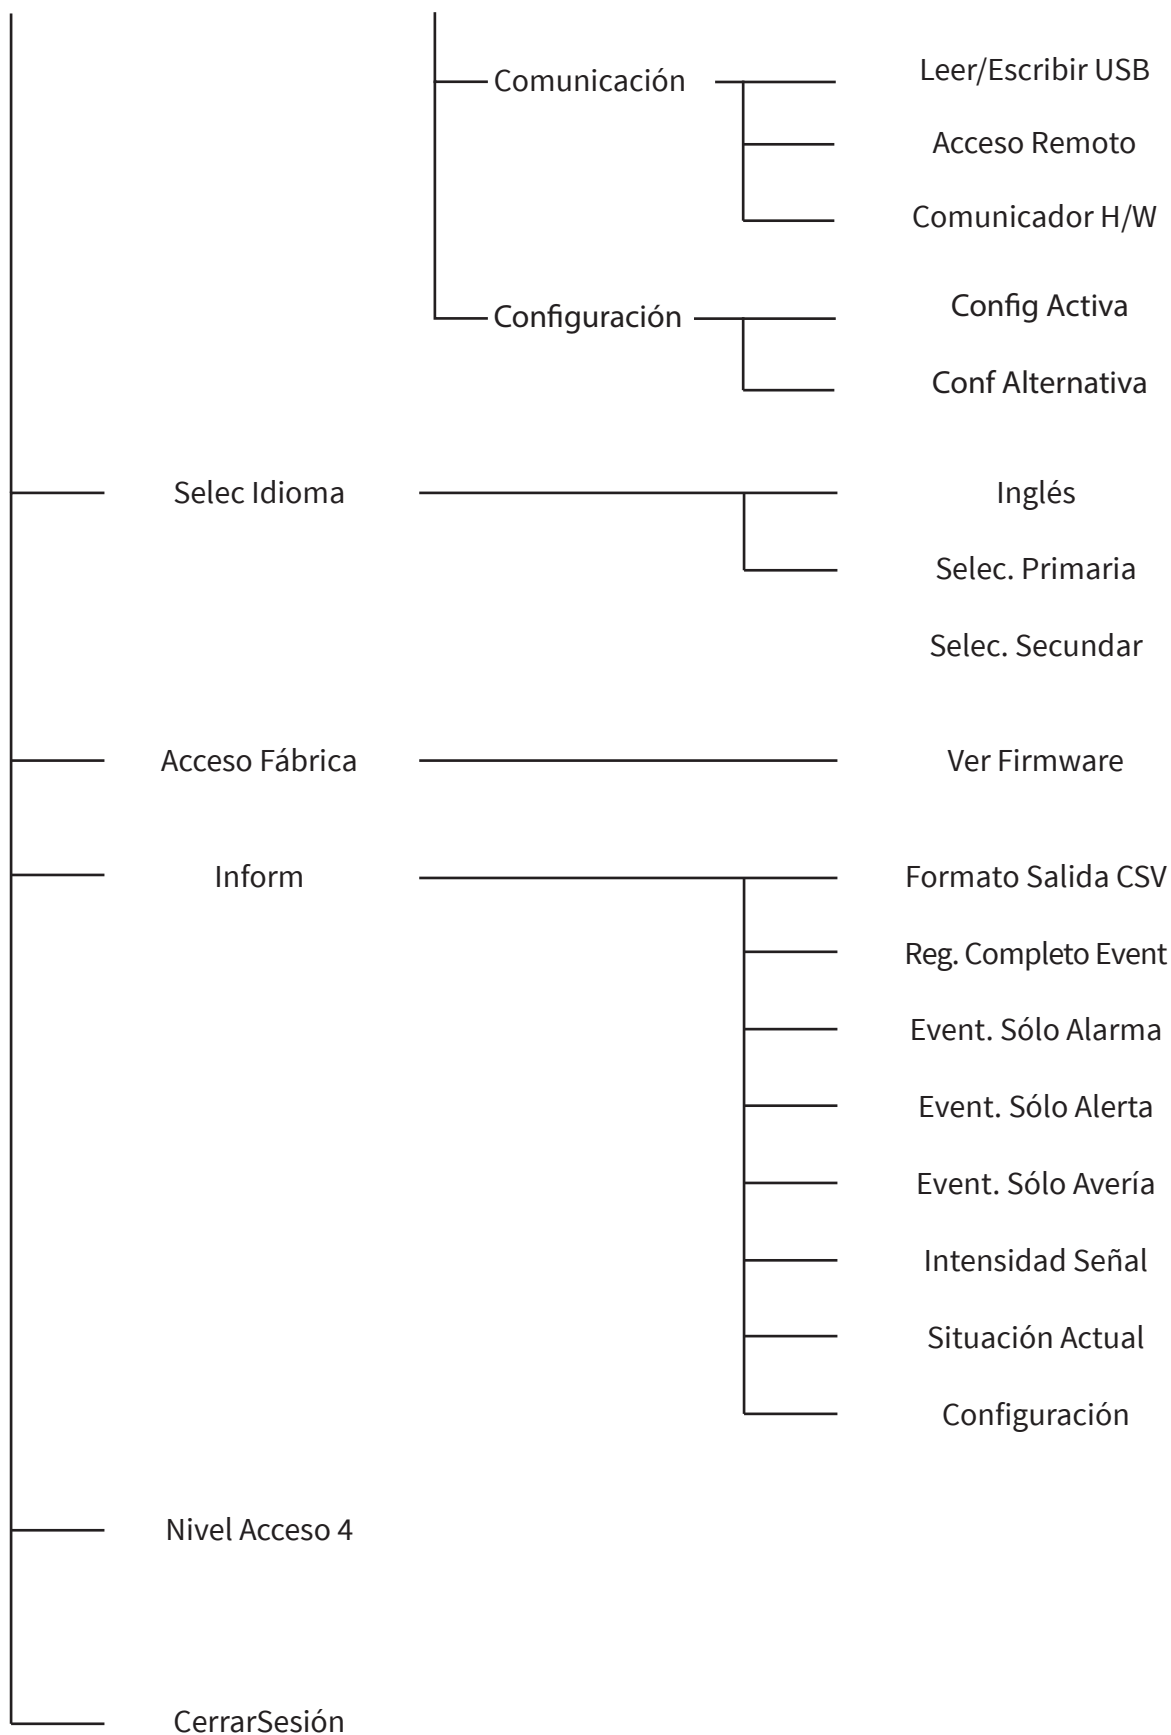 Comunicación
Leer/Escribir USB
Acceso Remoto
Comunicador H/W
Configuración
Config Activa
Conf Alternativa
Selec Idioma
Inglés
Selec. Primaria
Selec. Secundar
Acceso Fábrica
Ver Firmware
Inform
Formato Salida CSV
Reg. Completo Event
Event. Sólo Alarma
Event. Sólo Alerta
Event. Sólo Avería
Intensidad Señal
Situación Actual
Configuración
Nivel Acceso 4
CerrarSesión